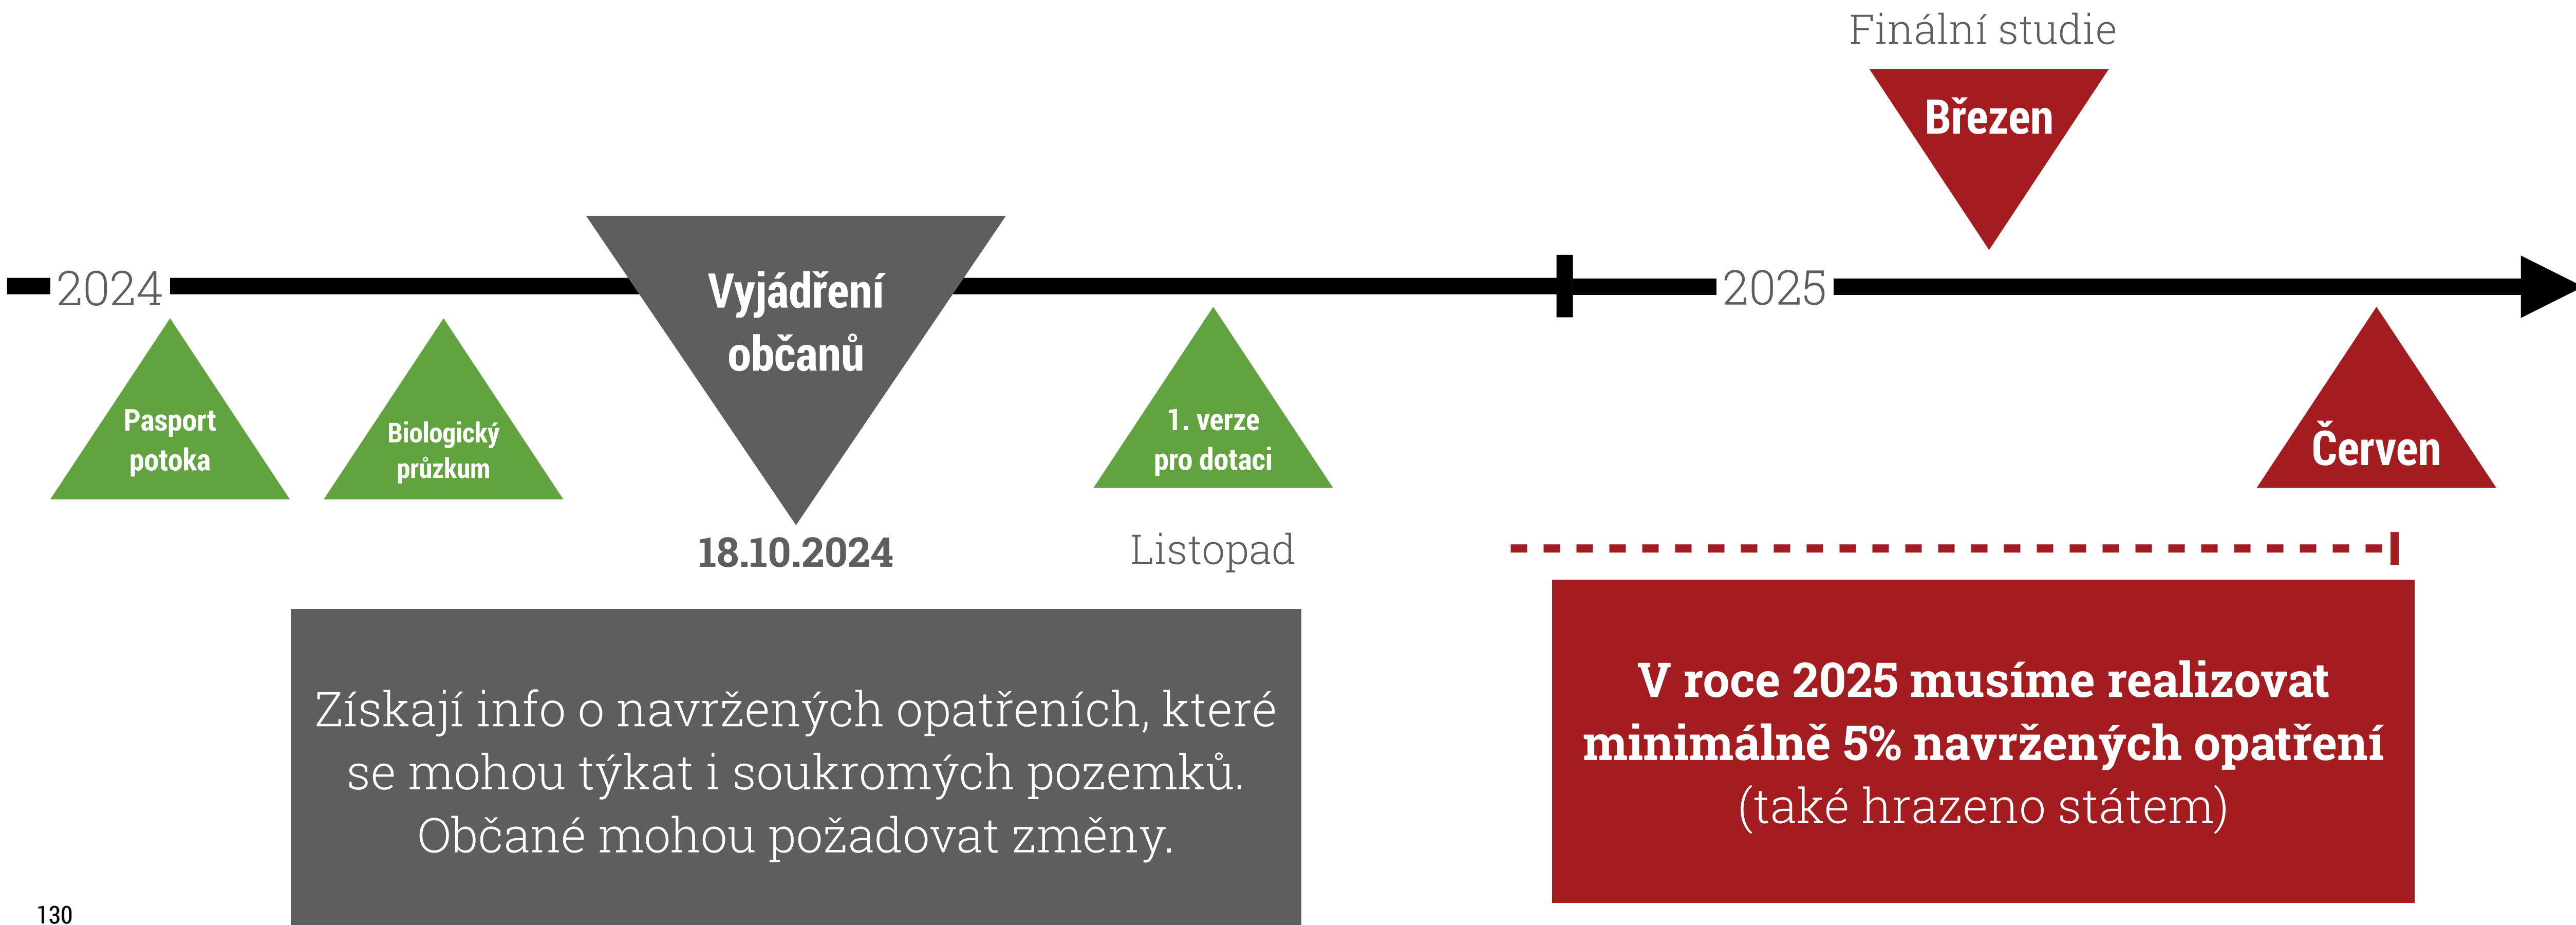 Finální studie
Březen
2024
2025
Vyjádření
občanů
Pasport
potoka
Biologický
průzkum
1. verze
pro dotaci
Červen
18.10.2024
Listopad
Získají info o navržených opatřeních, které
se mohou týkat i soukromých pozemků.
Občané mohou požadovat změny.
V roce 2025 musíme realizovat
minimálně 5% navržených opatření
(také hrazeno státem)
130